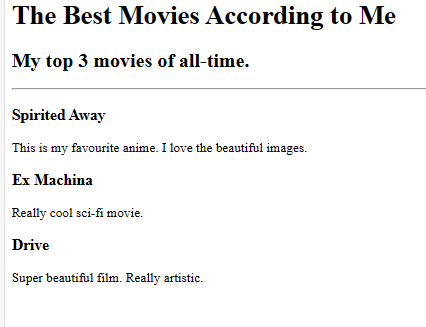 The Best Movies According to Me
My top 3 movies of all-time.
Spirited Away
This is my favourite anime. I love the beautiful images.
Ex Machina
Really cool sci-fi movie.
Drive
Super beautiful film. Really artistic.